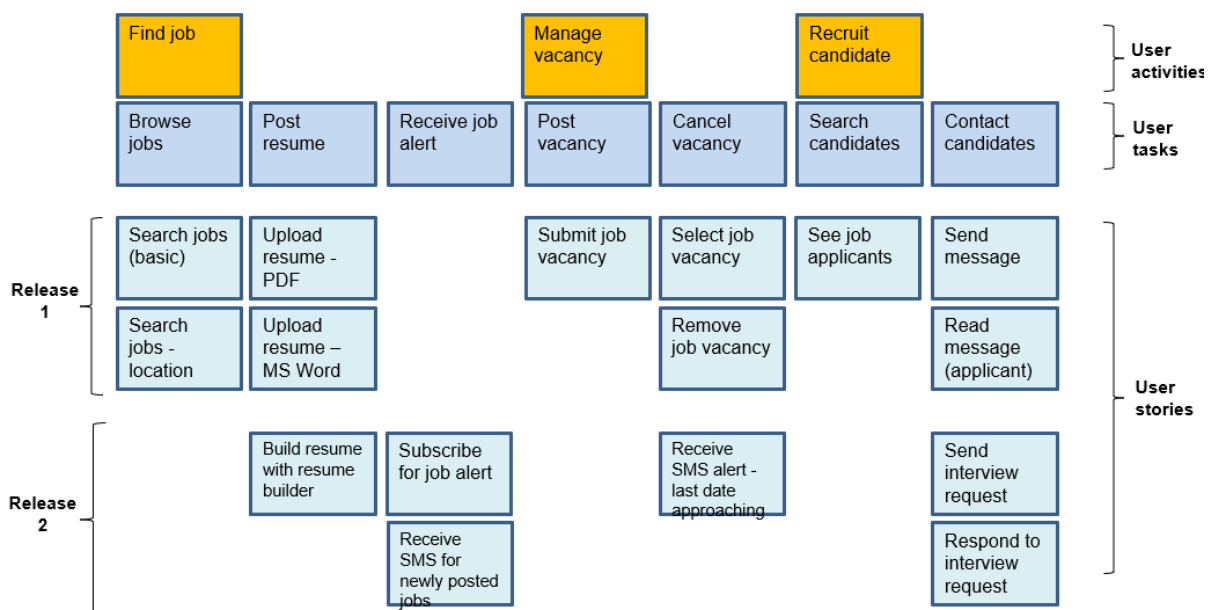 Find job
Manage
vacancy
Recruit
candidate
User
activities
Browse
jobs
Post
resume
Receive job
alert
Post
vacancy
Cancel
vacancy
Search
candidates
Contact
candidates
User
tasks
Release
1
Search jobs
(basic)
Upload
resume -
PDF
Submit job
vacancy
Select job
vacancy
See job
applicants
Send
message
Search
jobs -
location
Upload
resume –
MS Word
Remove
job vacancy
Read
message
(applicant)
User
stories
Release
2
Build resume
with resume
builder
Subscribe
for job alert
Receive
SMS alert -
last date
approaching
Send
interview
request
Receive
SMS for
newly posted
jobs
Respond to
interview
request